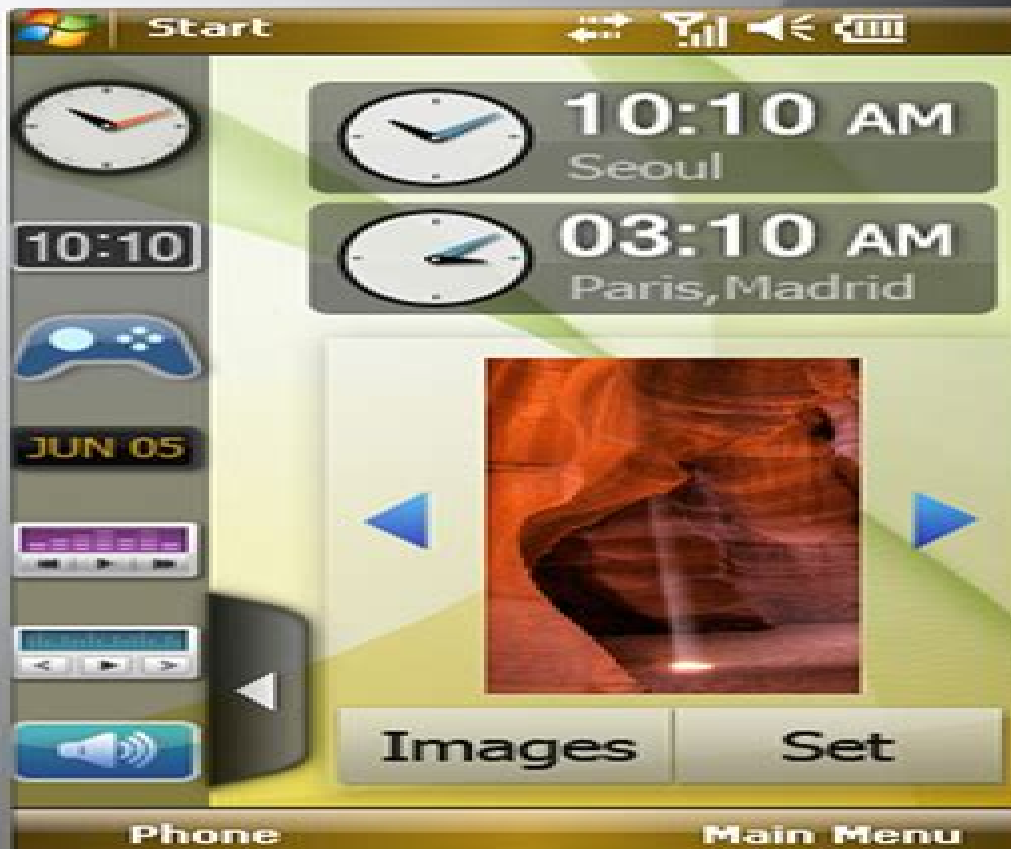 Start
10:10 AM
Seoul
10:10
03:10 AM
Paris,Madrid
JUN 05
Images Set
Phone Main Menu